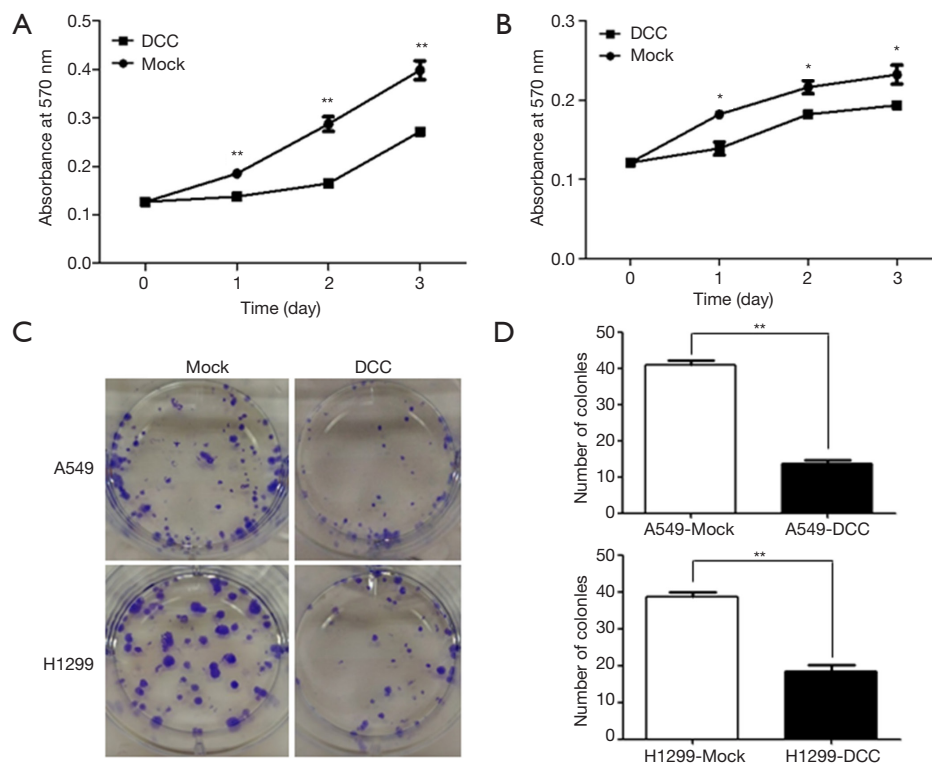 A
Absorbance at 570 nm
0.5
0.4
0.3
0.2
0.1
0.0
DCC
Mock
**
**
**
0 1 2 3
Time (day)
B
Absorbance at 570 nm
0.3
0.2
0.1
0.0
DCC
Mock
*
*
*
0 1 2 3
Time (day)
C
Mock DCC
A549
H1299
D
Number of colonles
50
40
30
20
10
0
**
A549-Mock A549-DCC
Number of colonles
50
40
30
20
10
0
**
H1299-Mock H1299-DCC